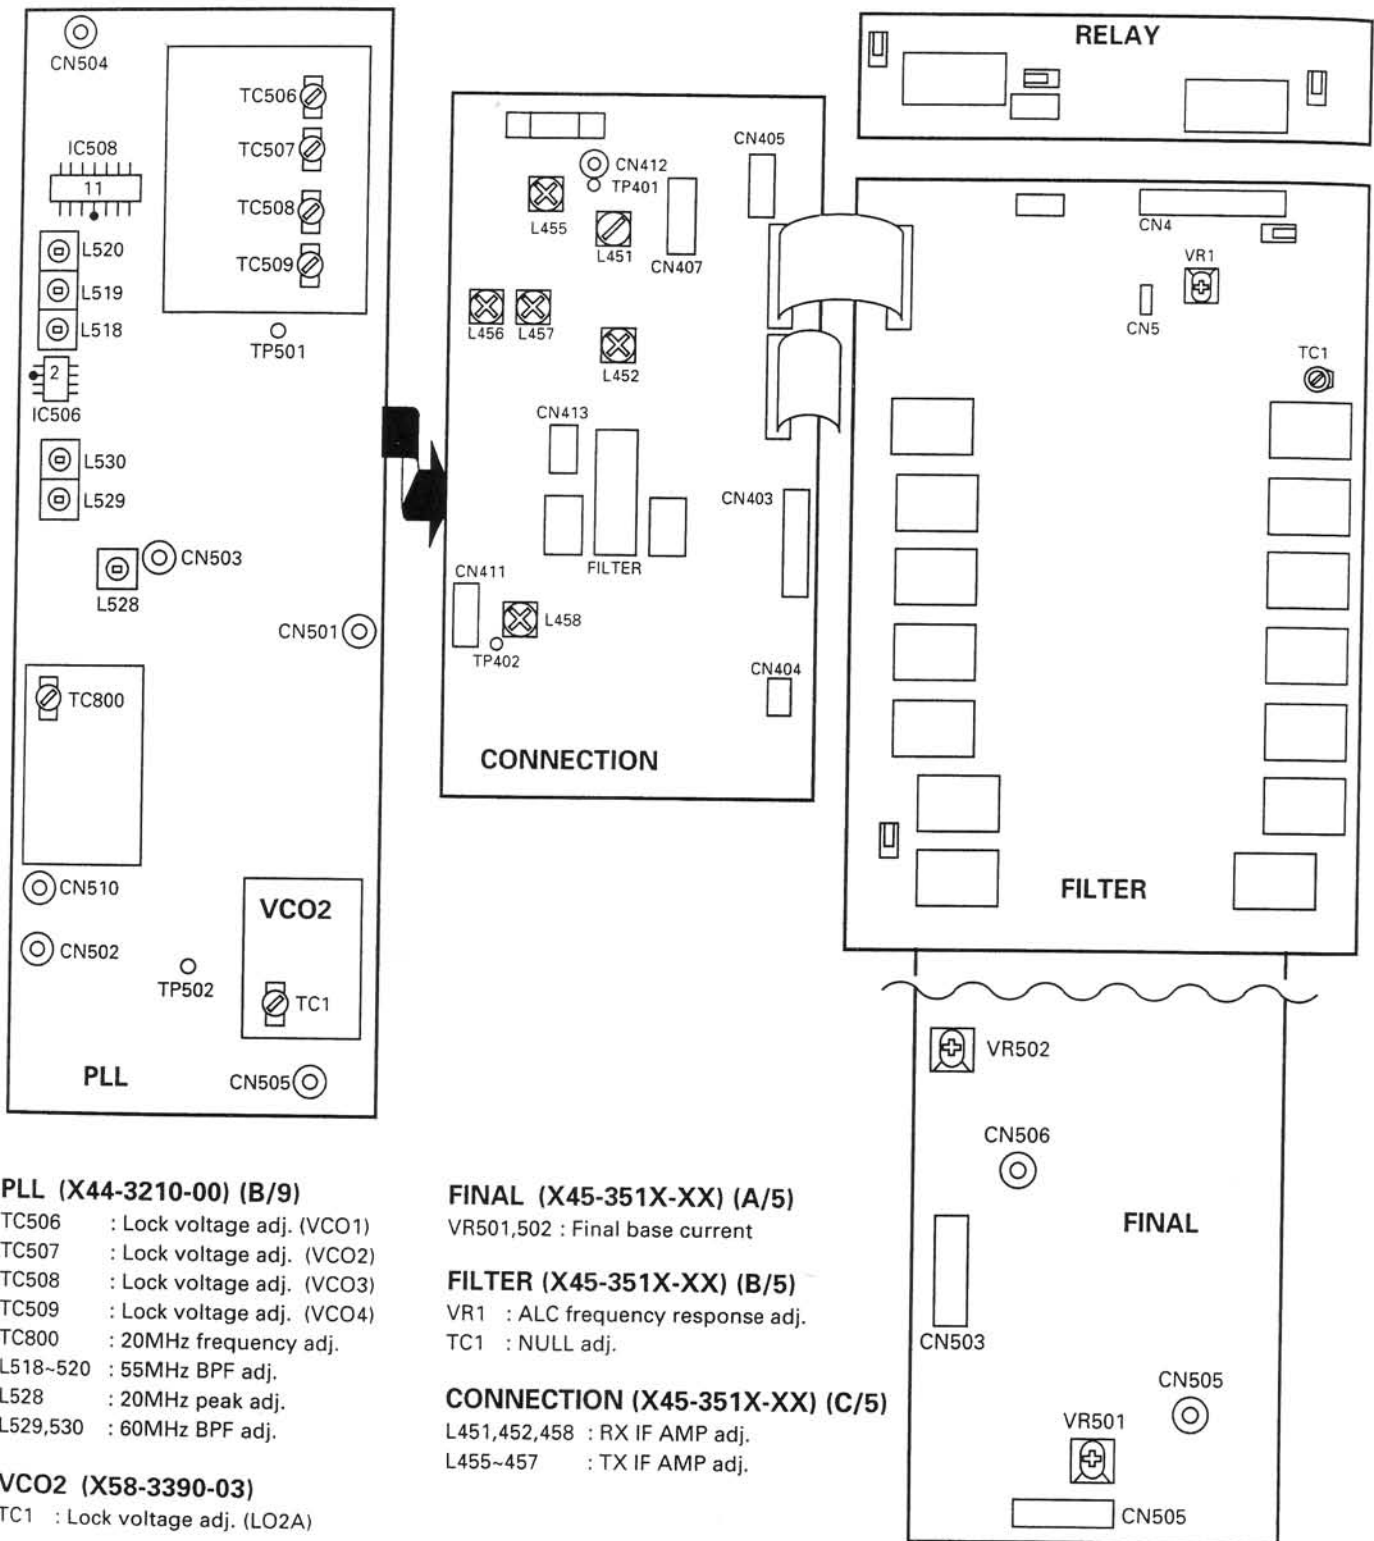 CN504
TC506
TC507
TC508
TC509
IC508
11
L520
L519
L518
TP501
2
IC506
L530
L529
CN503
L528
CN501
TC800
CN510
CN502
VCO2
TP502
TC1
CN505
PLL
CN412
TP401
CN405
L455
L451
CN407
L456
L457
L452
CN413
CN403
FILTER
CN411
L458
TP402
CN404
CONNECTION
RELAY
CN4
VR1
CN5
TC1
FILTER
VR502
CN506
FINAL
CN503
CN505
VR501
CN505
PLL (X44-3210-00) (B/9)
TC506 : Lock voltage adj. (VCO1)
TC507 : Lock voltage adj. (VCO2)
TC508 : Lock voltage adj. (VCO3)
TC509 : Lock voltage adj. (VCO4)
TC800 : 20MHz frequency adj.
L518~520 : 55MHz BPF adj.
L528 : 20MHz peak adj.
L529,530 : 60MHz BPF adj.
VCO2 (X58-3390-03)
TC1 : Lock voltage adj. (LO2A)
FINAL (X45-351X-XX) (A/5)
VR501,502 : Final base current
FILTER (X45-351X-XX) (B/5)
VR1 : ALC frequency response adj.
TC1 : NULL adj.
CONNECTION (X45-351X-XX) (C/5)
L451,452,458 : RX IF AMP adj.
L455~457 : TX IF AMP adj.